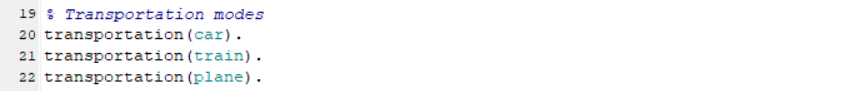 19 % Transportation modes
20 transportation(car).
21 transportation(train).
22 transportation(plane).